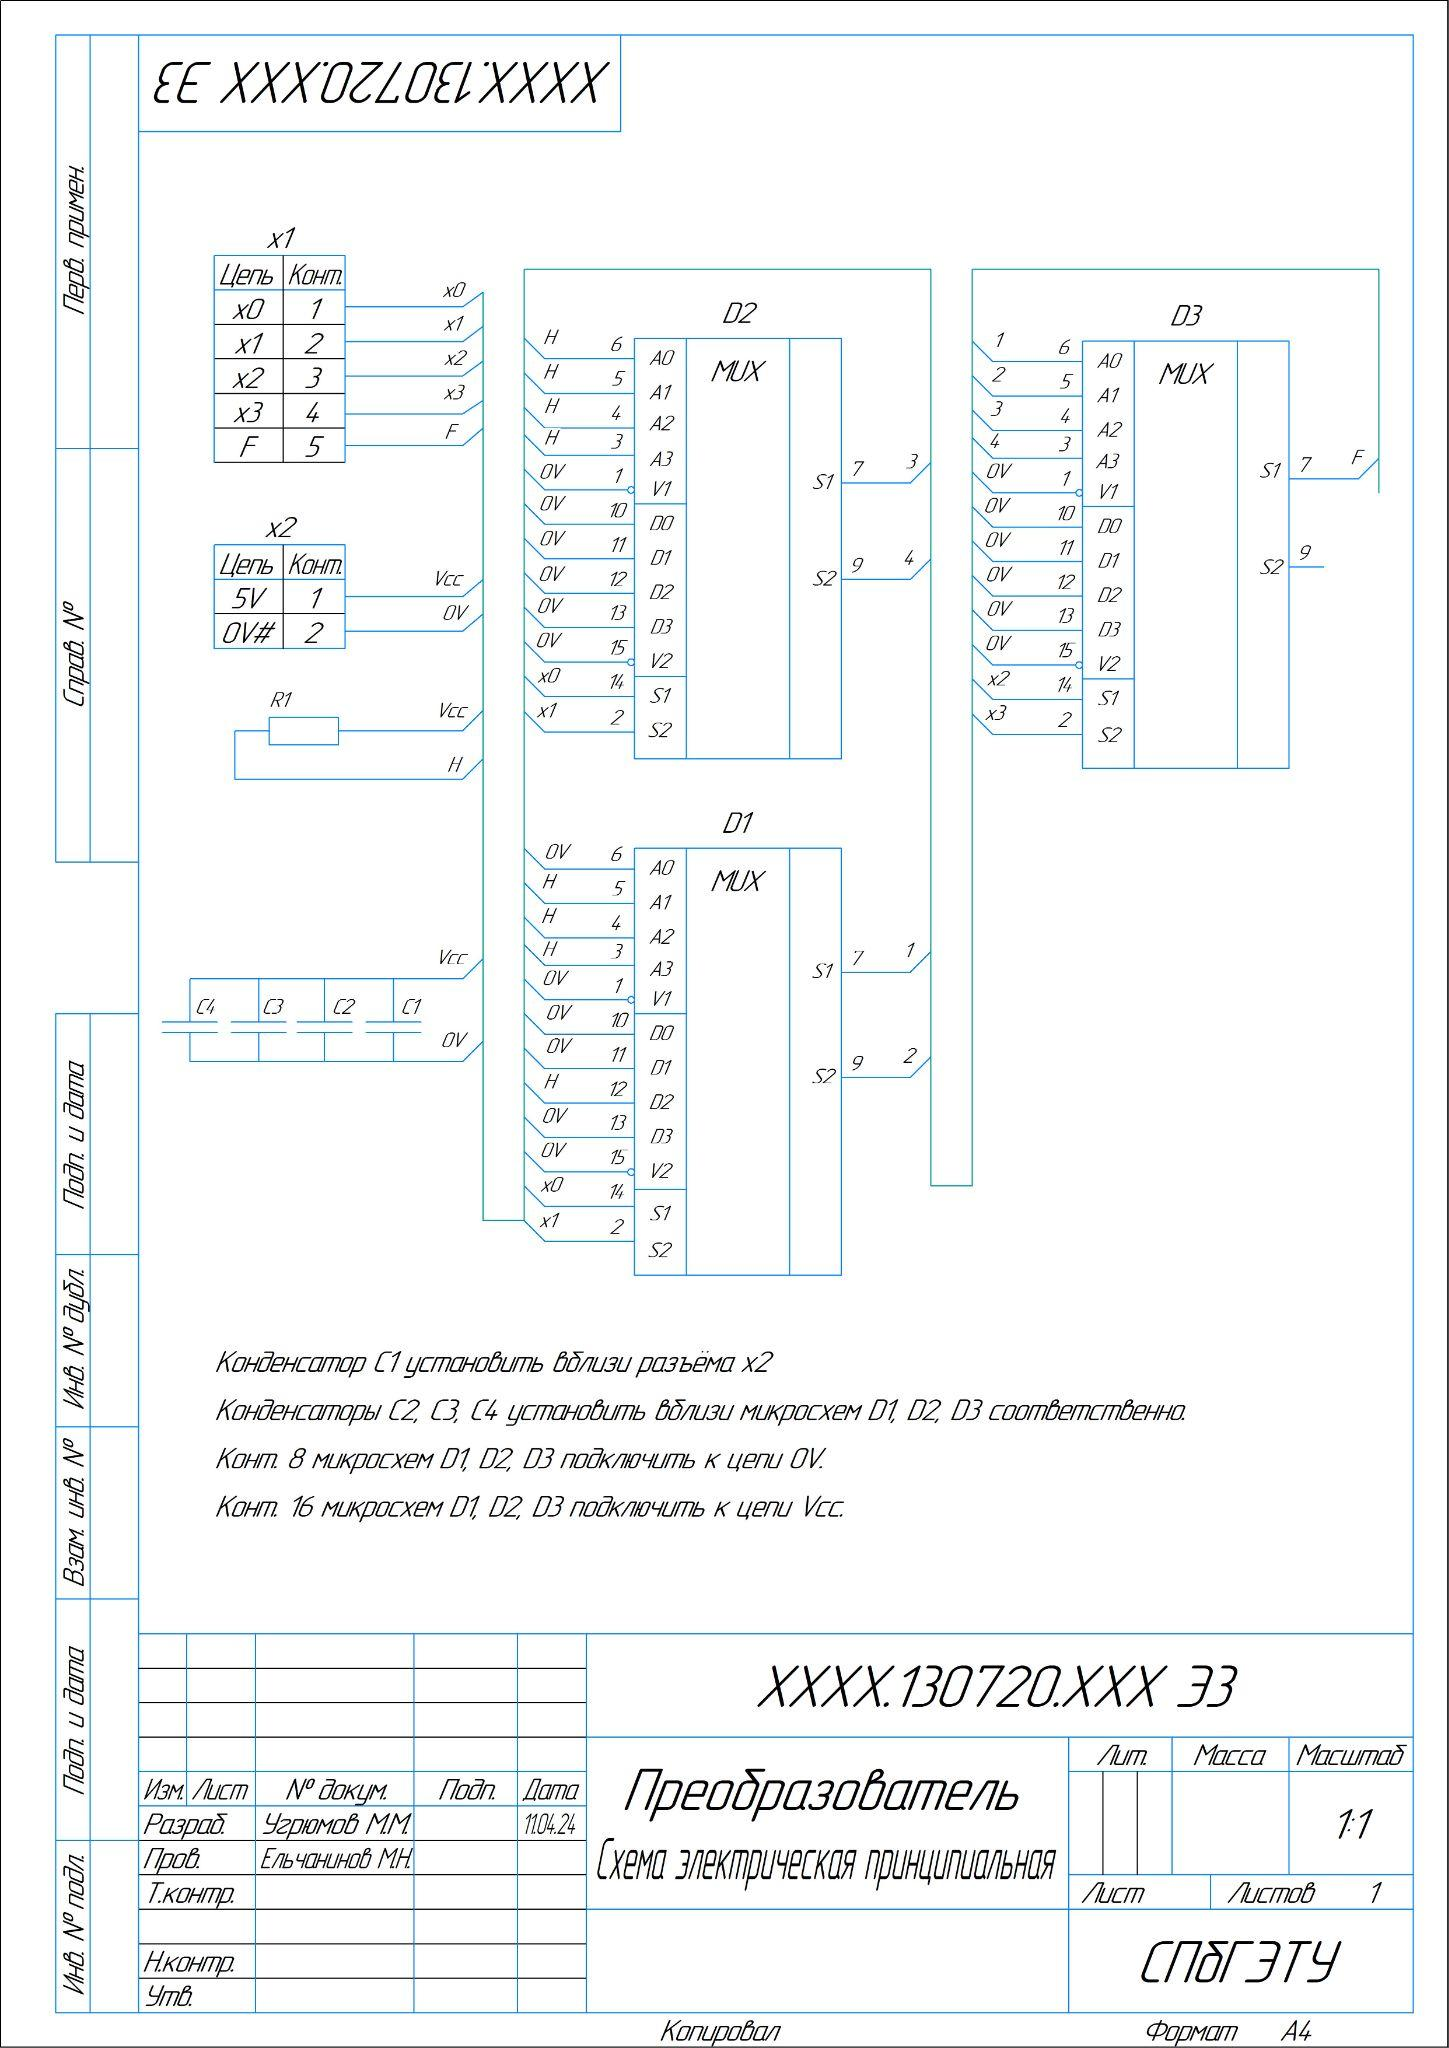 XXXX.130720.XXX ЭЗ
Перв. примен.
Справ. №
Подп. и дата
Инв. № дубл.
Взам. инв. №
Подп. и дата
Инв. № подл.
x1
Цепь Конт.
x0 1
x1 2
x2 3
x3 4
F 5
x0
x1
x2
x3
F
x2
Цепь Конт.
5V 1
0V# 2
Vcc
0V
R1
Vcc
H
Vcc
C4 C3 C2 C1
0V
D2
MUX
H 6 A0
H 5 A1
H 4 A2
H 3 A3
0V 1 V1
0V 10 D0
0V 11 D1
0V 12 D2
0V 13 D3
0V 15 V2
x0 14 S1
x1 2 S2
S1 7 3
S2 9 4
D1
MUX
0V 6 A0
H 5 A1
H 4 A2
H 3 A3
0V 1 V1
0V 10 D0
0V 11 D1
H 12 D2
0V 13 D3
0V 15 V2
x0 14 S1
x1 2 S2
S1 7 1
S2 9 2
D3
MUX
1 6 A0
2 5 A1
3 4 A2
4 3 A3
0V 1 V1
0V 10 D0
0V 11 D1
0V 12 D2
0V 13 D3
0V 15 V2
x2 14 S1
x3 2 S2
S1 7 F
S2 9
Конденсатор C1 установить вблизи разъёма x2
Конденсаторы C2, C3, C4 установить вблизи микросхем D1, D2, D3 соответственно.
Конт. 8 микросхем D1, D2, D3 подключить к цепи 0V.
Конт. 16 микросхем D1, D2, D3 подключить к цепи Vcc.
XXXX.130720.XXX ЭЗ
Изм. Лист № докум. Подп. Дата
Разраб. Угрюмов М.М. 11.04.24
Пров. Ельчанинов М.Н.
Т.контр.
Н.контр.
Утв.
Преобразователь
Схема электрическая принципиальная
Лит. Масса Масштаб
1:1
Лист Листов 1
СПбГЭТУ
Копировал Формат А4